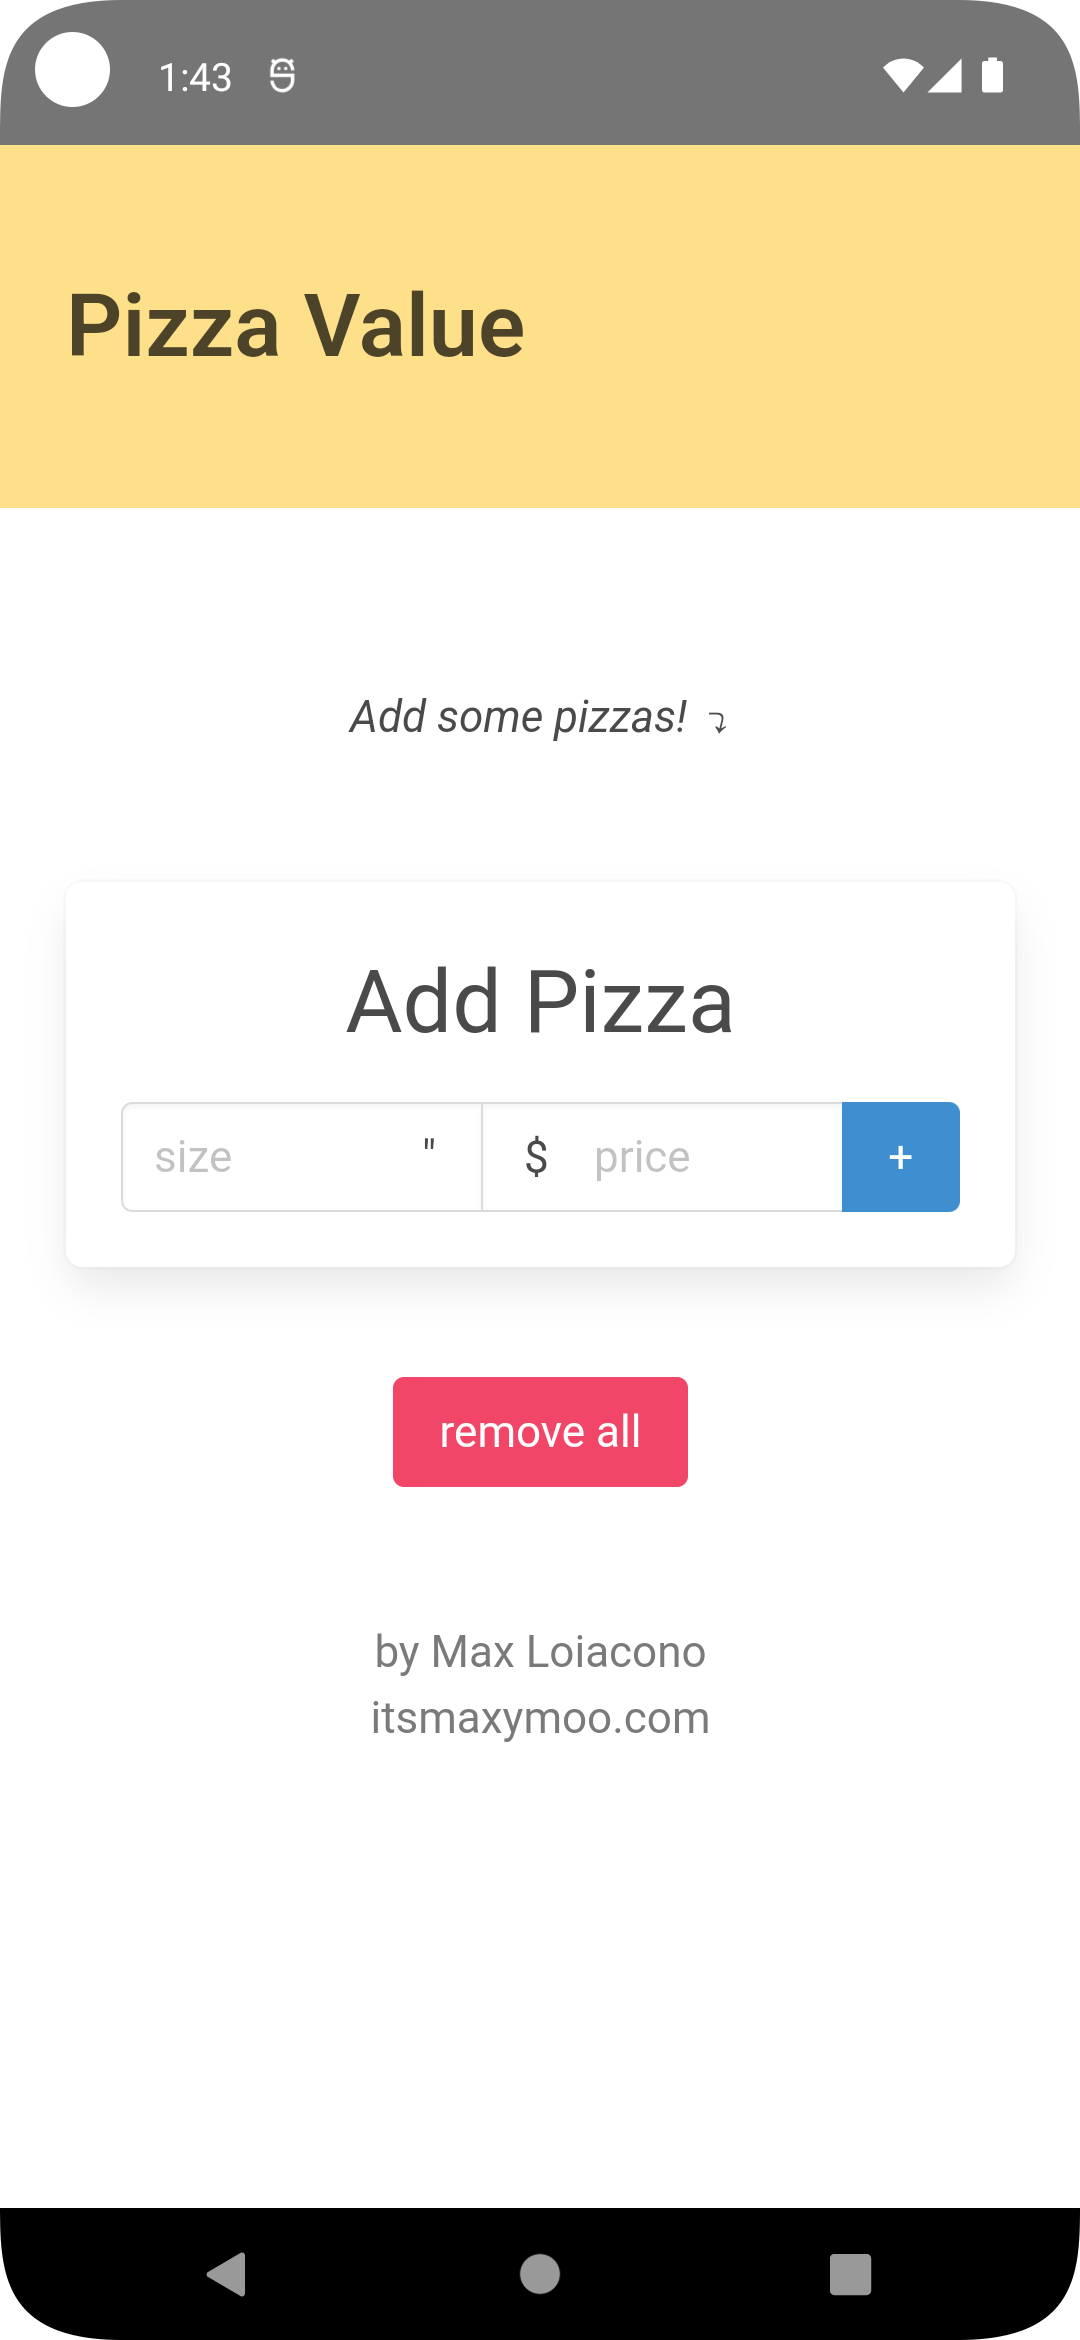 1:43
Pizza Value
Add some pizzas! ⤵
Add Pizza
size " $ price +
remove all
by Max Loiacono
itsmaxymoo.com